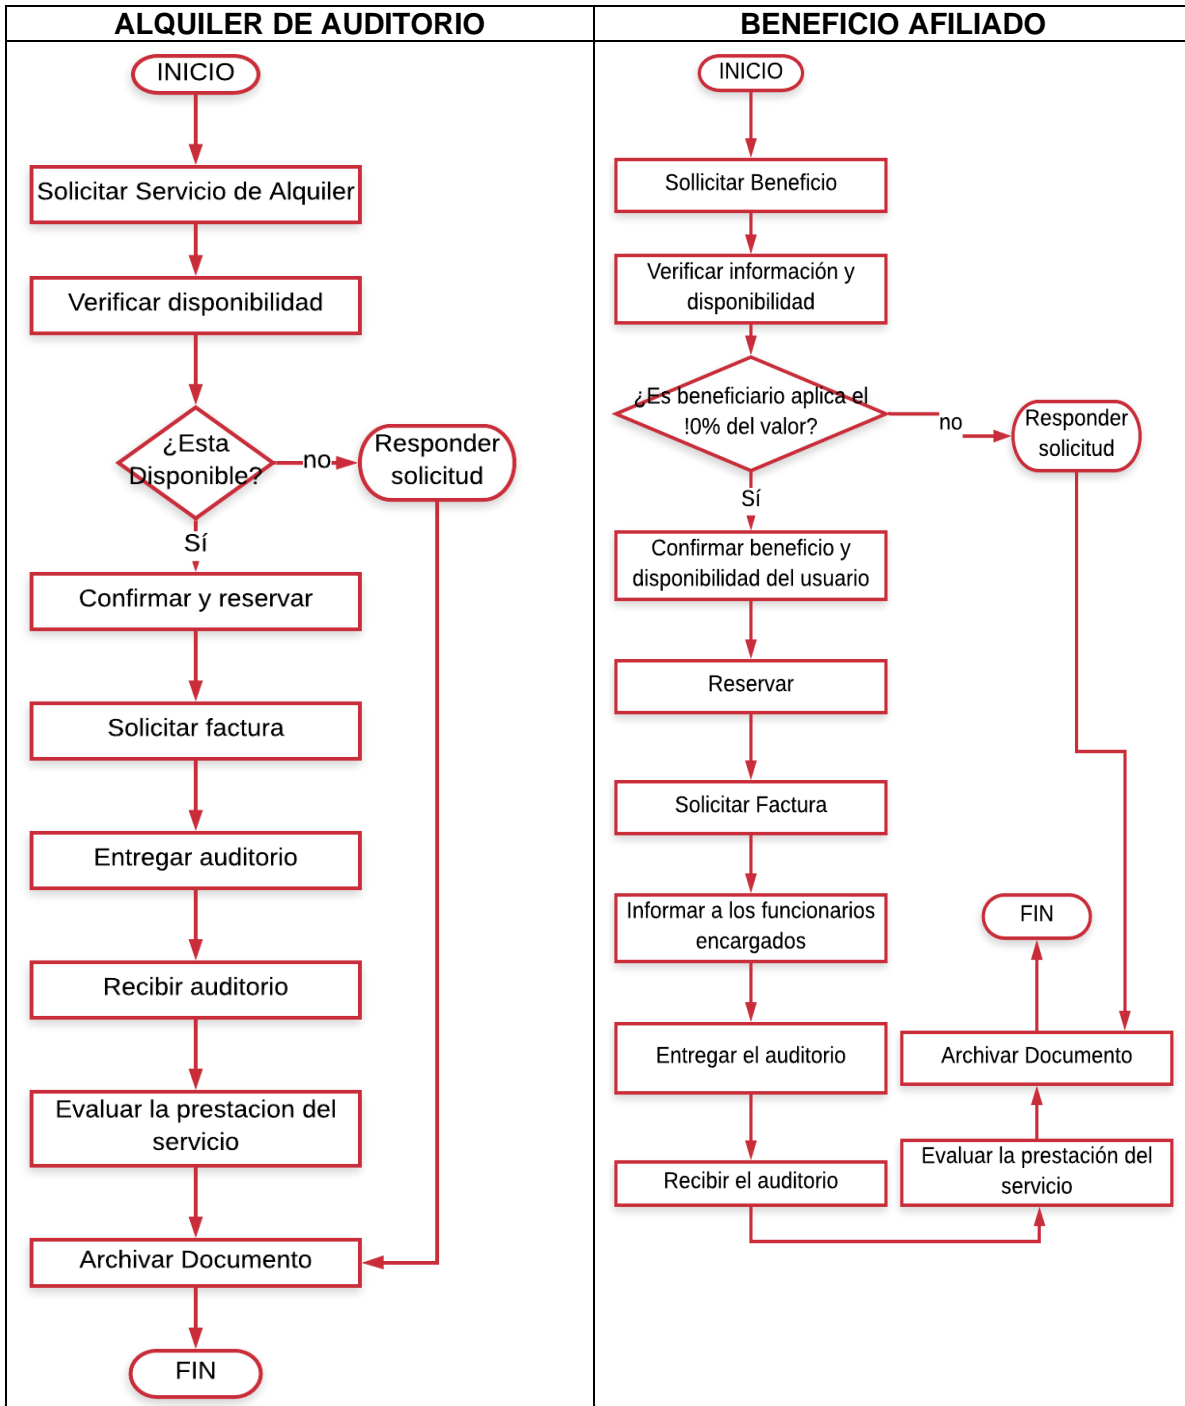 ALQUILER DE AUDITORIO
INICIO
Solicitar Servicio de Alquiler
Verificar disponibilidad
¿Esta
Disponible?
no
Responder
solicitud
Sí
Confirmar y reservar
Solicitar factura
Entregar auditorio
Recibir auditorio
Evaluar la prestacion del
servicio
Archivar Documento
FIN
BENEFICIO AFILIADO
INICIO
Sollicitar Beneficio
Verificar información y
disponibilidad
¿Es beneficiario aplica el
!0% del valor?
no
Responder
solicitud
Sí
Confirmar beneficio y
disponibilidad del usuario
Reservar
Solicitar Factura
Informar a los funcionarios
encargados
Entregar el auditorio
Recibir el auditorio
Evaluar la prestación del
servicio
Archivar Documento
FIN